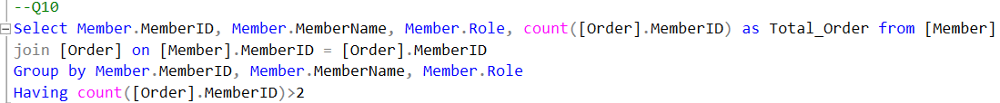 --Q10
Select Member.MemberID, Member.MemberName, Member.Role, count([Order].MemberID) as Total_Order from [Member]
join [Order] on [Member].MemberID = [Order].MemberID
Group by Member.MemberID, Member.MemberName, Member.Role
Having count([Order].MemberID)>2